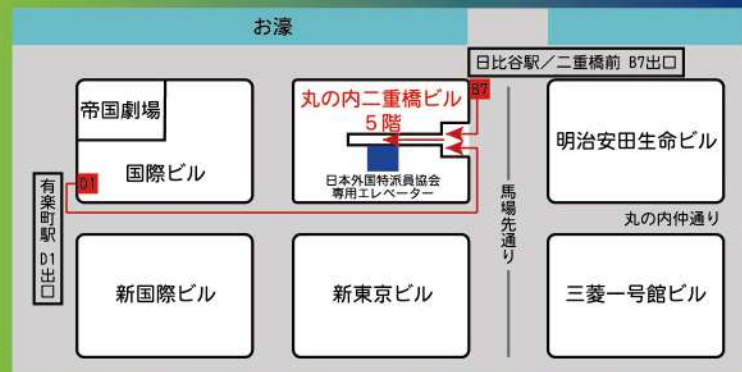 お濠
日比谷駅／二重橋前 B7出口
帝国劇場
国際ビル
D1
丸の内二重橋ビル
5階
B7
日本外国特派員協会
専用エレベーター
明治安田生命ビル
有楽町駅 D1出口
馬場先通り
丸の内仲通り
新国際ビル
新東京ビル
三菱一号館ビル